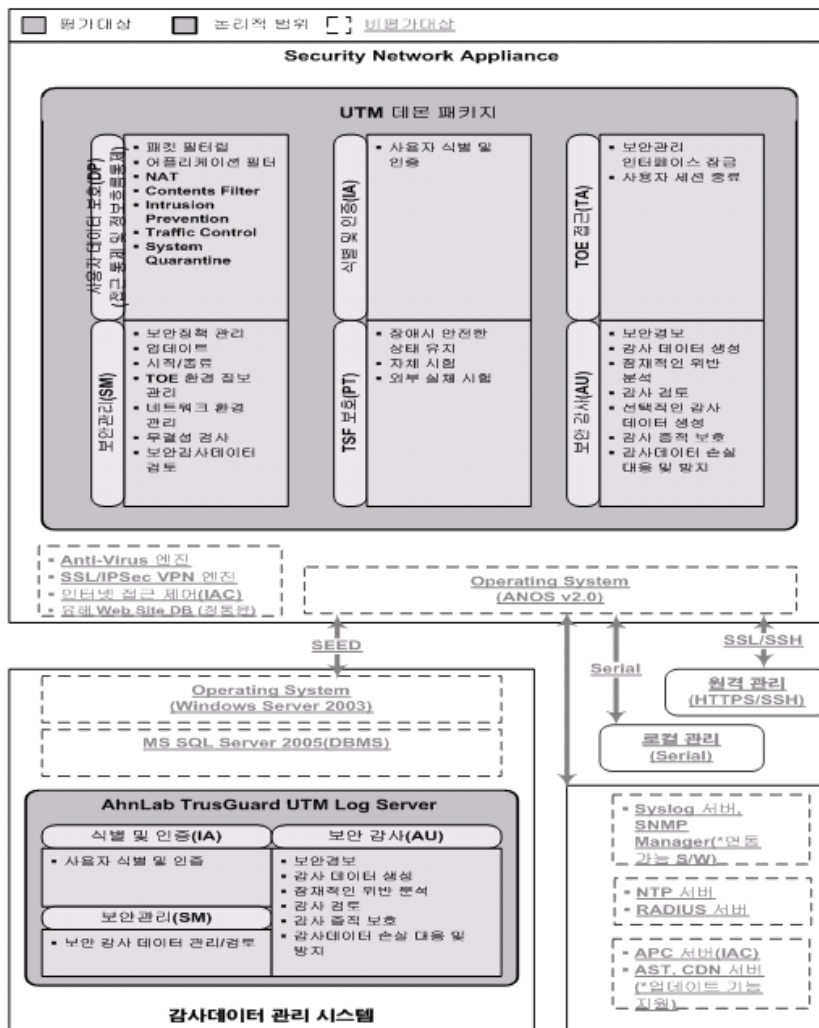 평가대상 논리적 범위 비평가대상
Security Network Appliance
UTM 데몬 패키지
사용자 데이터 보호(DP)
(접근 통제 및 정보흐름통제)
▪ 패킷 필터링
▪ 어플리케이션 필터
▪ NAT
▪ Contents Filter
▪ Intrusion
Prevention
▪ Traffic Control
▪ System
Quarantine
식별 및 인증(IA)
▪ 사용자 식별 및
인증
TOE 접근(TA)
▪ 보안관리
인터페이스 잠금
▪ 사용자 세션 종료
보안관리(SM)
▪ 보안정책 관리
▪ 업데이트
▪ 시작/종료
▪ TOE 환경 정보
관리
▪ 네트워크 환경
관리
▪ 무결성 검사
▪ 보안감사데이터
검토
TSF 보호(PT)
▪ 장애시 안전한
상태 유지
▪ 자체 시험
▪ 외부 실체 시험
보안 감사(AU)
▪ 보안경보
▪ 감사 데이터 생성
▪ 잠재적인 위반
분석
▪ 감사 검토
▪ 선택적인 감사
데이터 생성
▪ 감사 증적 보호
▪ 감사데이터 손실
대응 및 방지
▪ Anti-Virus 엔진
▪ SSL/IPSec VPN 엔진
▪ 인터넷 접근 제어(IAC)
▪ 유해 Web Site DB
Operating System
(ANOS v2.0)
SEED
Serial
SSL/SSH
원격 관리
(HTTPS/SSH)
로컬 관리
(Serial)
Operating System
(Windows Server 2003)
MS SQL Server 2005(DBMS)
AhnLab TrusGuard UTM Log Server
식별 및 인증(IA)
▪ 사용자 식별 및 인증
보안관리(SM)
▪ 보안 감사 데이터 관리/검토
보안 감사(AU)
▪ 보안경보
▪ 감사 데이터 생성
▪ 잠재적인 위반 분석
▪ 감사 검토
▪ 감사 증적 보호
▪ 감사데이터 손실 대응 및
방지
감사데이터 관리 시스템
▪ Syslog 서버,
SNMP
Manager(*연동
가능 S/W)
▪ NTP 서버
▪ RADIUS 서버
▪ APC 서버(IAC)
▪ AST, CDN 서버
(*업데이트 기능
지원)